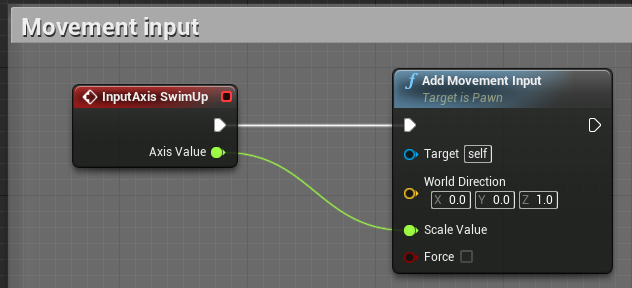 Movement input
InputAxis SwimUp
Axis Value
f Add Movement Input
Target is Pawn
Target self
World Direction
X 0.0 Y 0.0 Z 1.0
Scale Value
Force